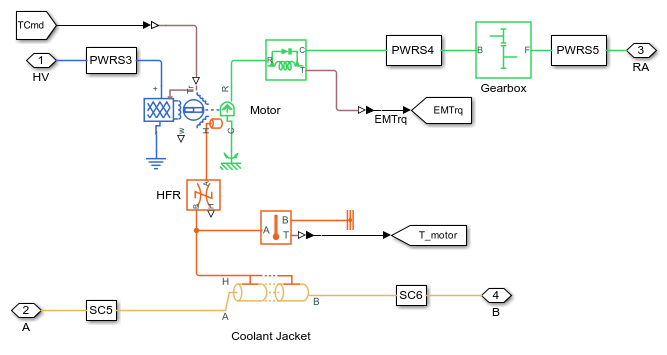 TCmd
1
HV
PWRS3
+
Tr
w
H
R
C
Motor
R
C
T
PWRS4
B
F
Gearbox
PWRS5
3
RA
EMTrq
EMTrq
HFR
A
B
H
A
B
T
T_motor
H
A
B
2
A
SC5
SC6
4
B
Coolant Jacket